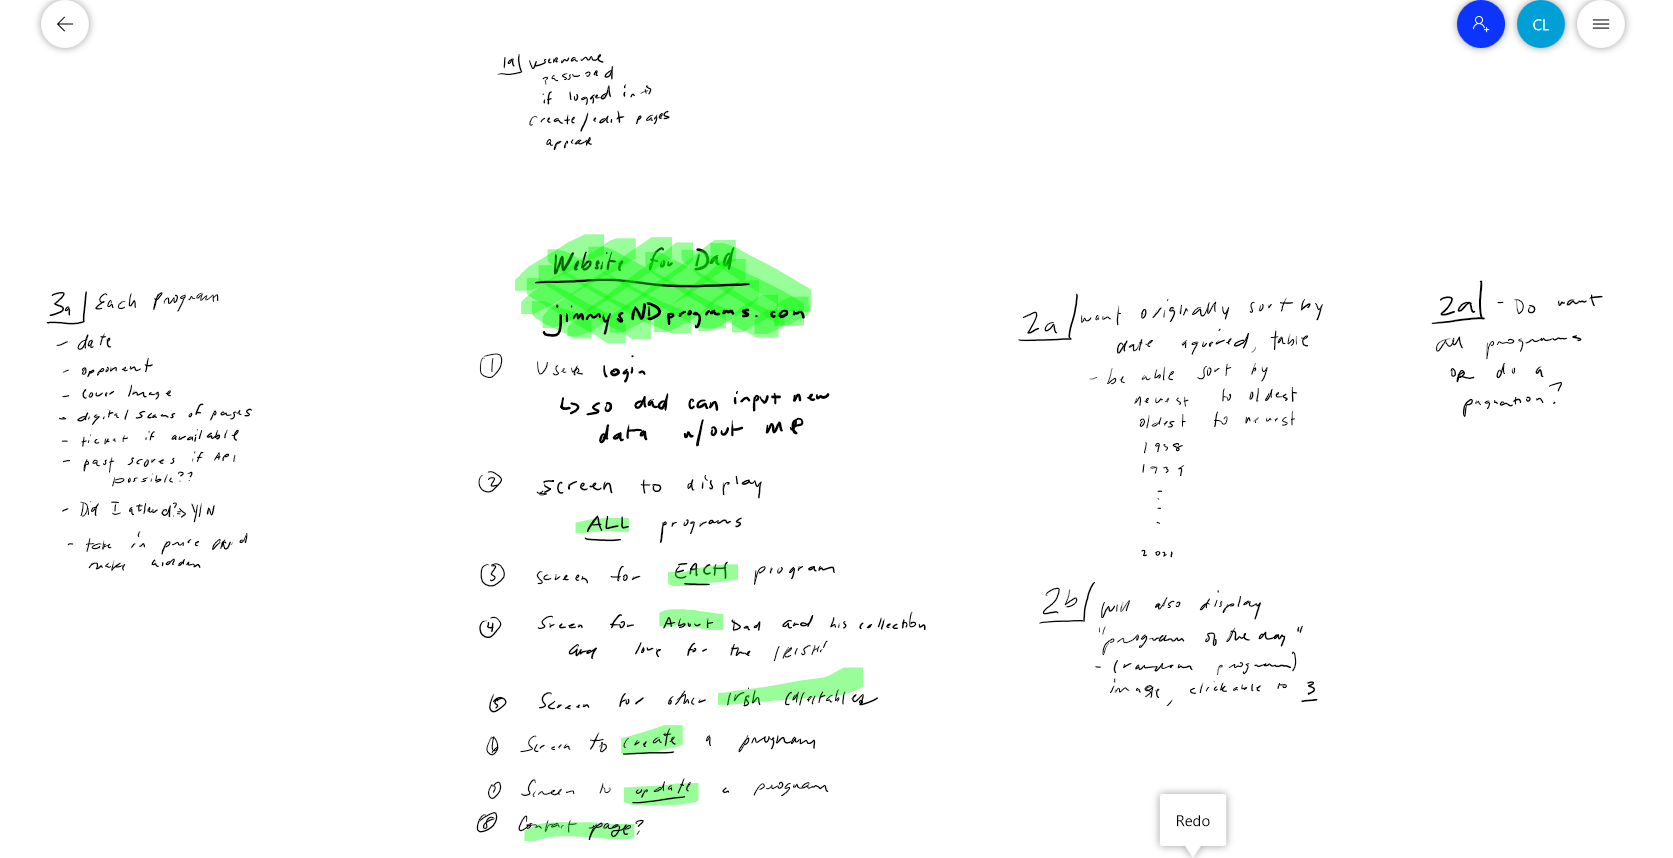 CL
1a) Username
password
if logged in →
create/edit pages
appear
Website for Dad
jimmysNDprograms.com
① User login
↳ so dad can input new
data w/out me
② Screen to display
ALL programs
③ screen for EACH program
④ Sreen for About Dad and his collection
and love for the IRISH!
⑤ Screen for other Irish Collectables
⑥ Screen to create a program
⑦ Screen to update a program
⑧ Contact page?
3a) Each Program
- date
- opponent
- cover Image
- digital scans of pages
- ticket if available
- past scores if API
possible??
- Did I attend? => Y/N
- take in price and
make hidden
2a) want originally sort by
date aquired, table
- be able sort by
newest to oldest
oldest to newest
1938
1939
-
-
-
-
2021
2b) will also display
"program of the day"
- (random program)
image, clickable to 3
2a) - Do want
all programs
or do a
pagnation?
Redo